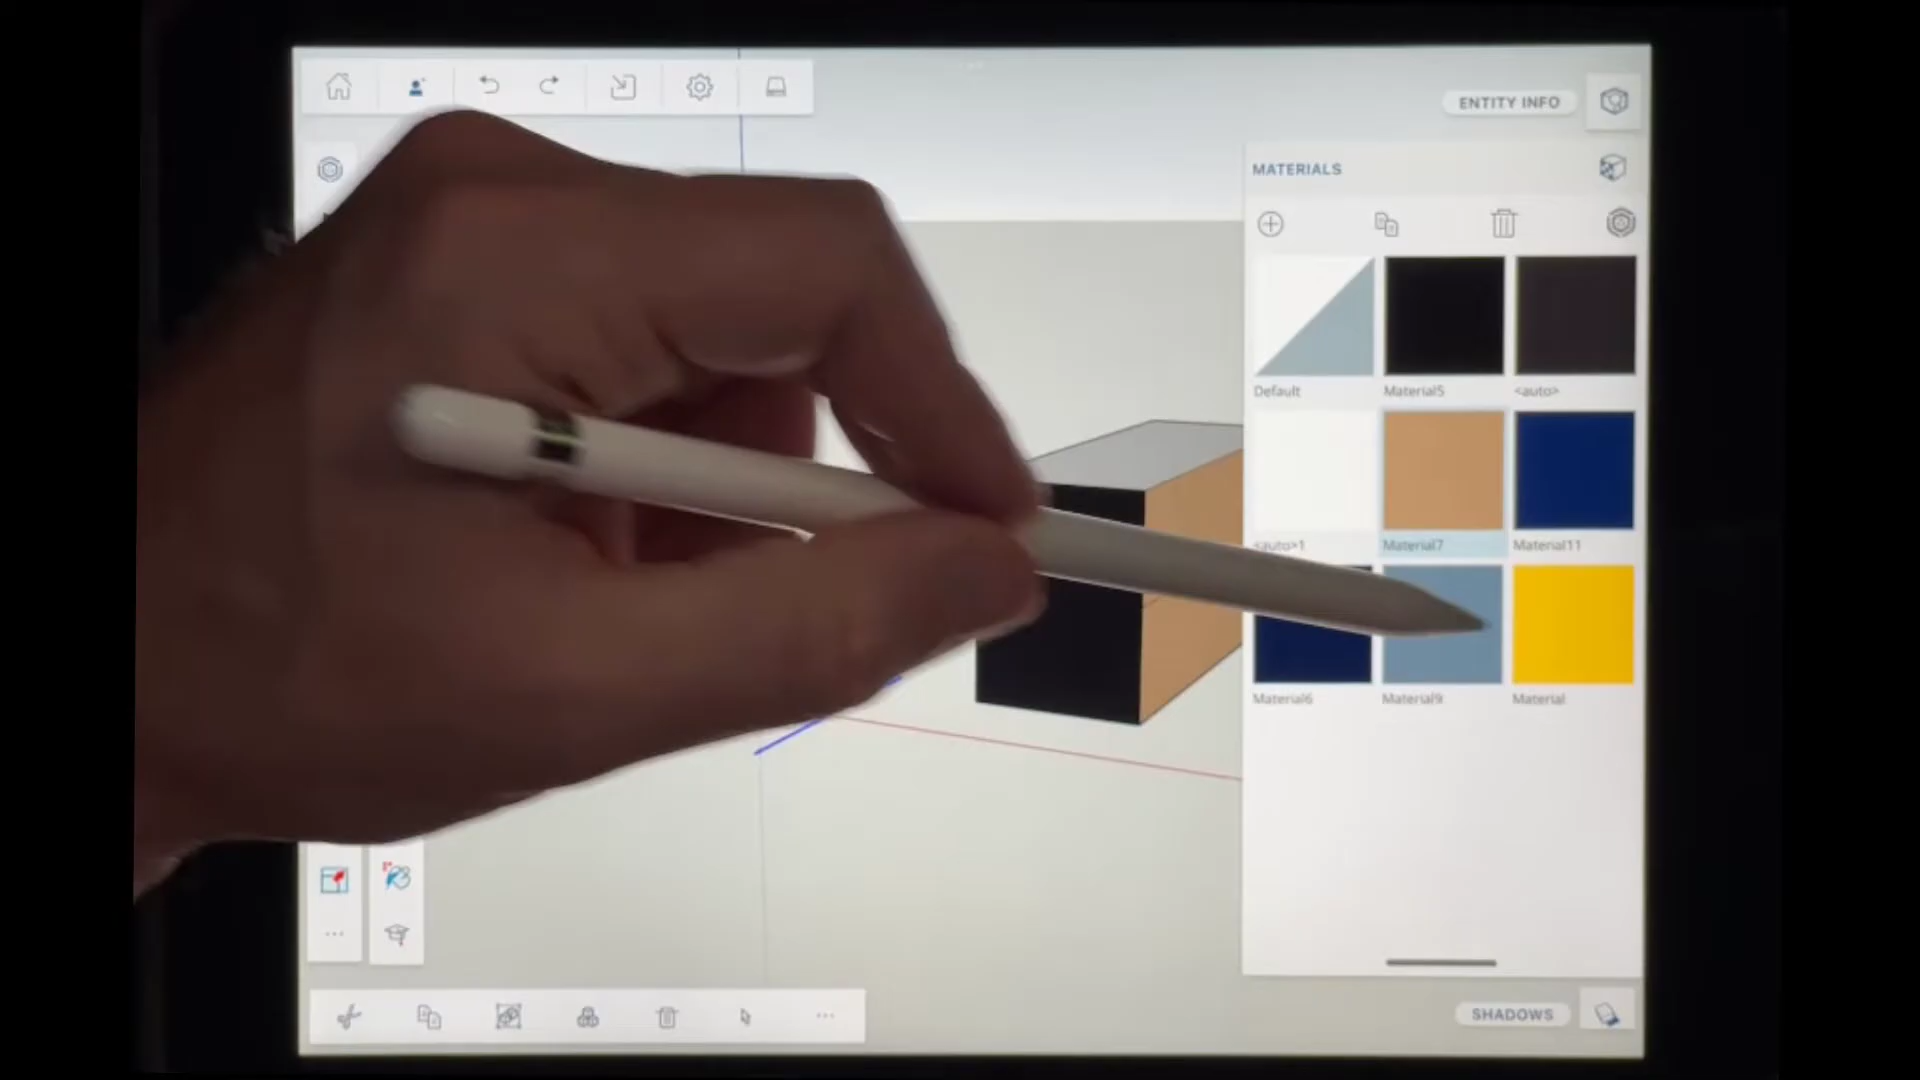 ENTITY INFO
MATERIALS
Default
Material5
<auto>
<auto>1
Material7
Material11
Material6
Material9
Material
SHADOWS